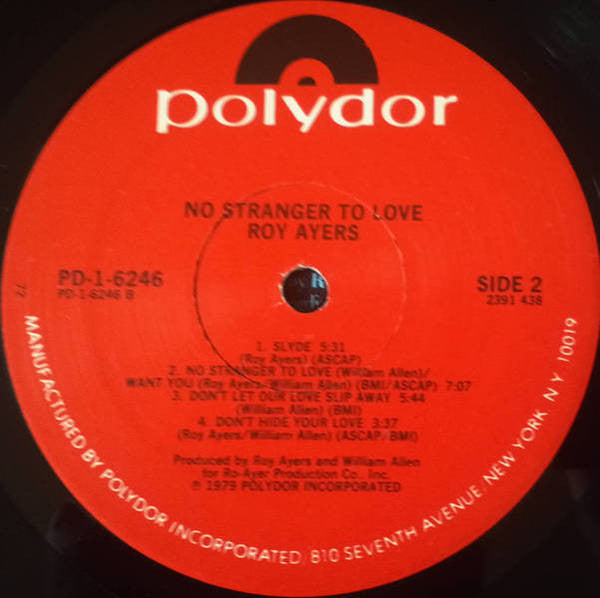 polydor
NO STRANGER TO LOVE
ROY AYERS
PD-1-6246
PD-1-6246 B
SIDE 2
2391 438
72
1. SLYDE 5:31
(Roy Ayers) (ASCAP)
2. NO STRANGER TO LOVE (William Allen)/
WANT YOU (Roy Ayers/William Allen) (BMI/ASCAP) 7:07
3. DON'T LET OUR LOVE SLIP AWAY 5:44
(William Allen) (BMI)
4. DON'T HIDE YOUR LOVE 3:37
(Roy Ayers/William Allen) (ASCAP/BMI)
Produced by Roy Ayers and William Allen
for Ro-Ayer Production Co., Inc.
℗ 1979 POLYDOR INCORPORATED
MANUFACTURED BY POLYDOR INCORPORATED/810 SEVENTH AVENUE, NEW YORK, N.Y. 10019